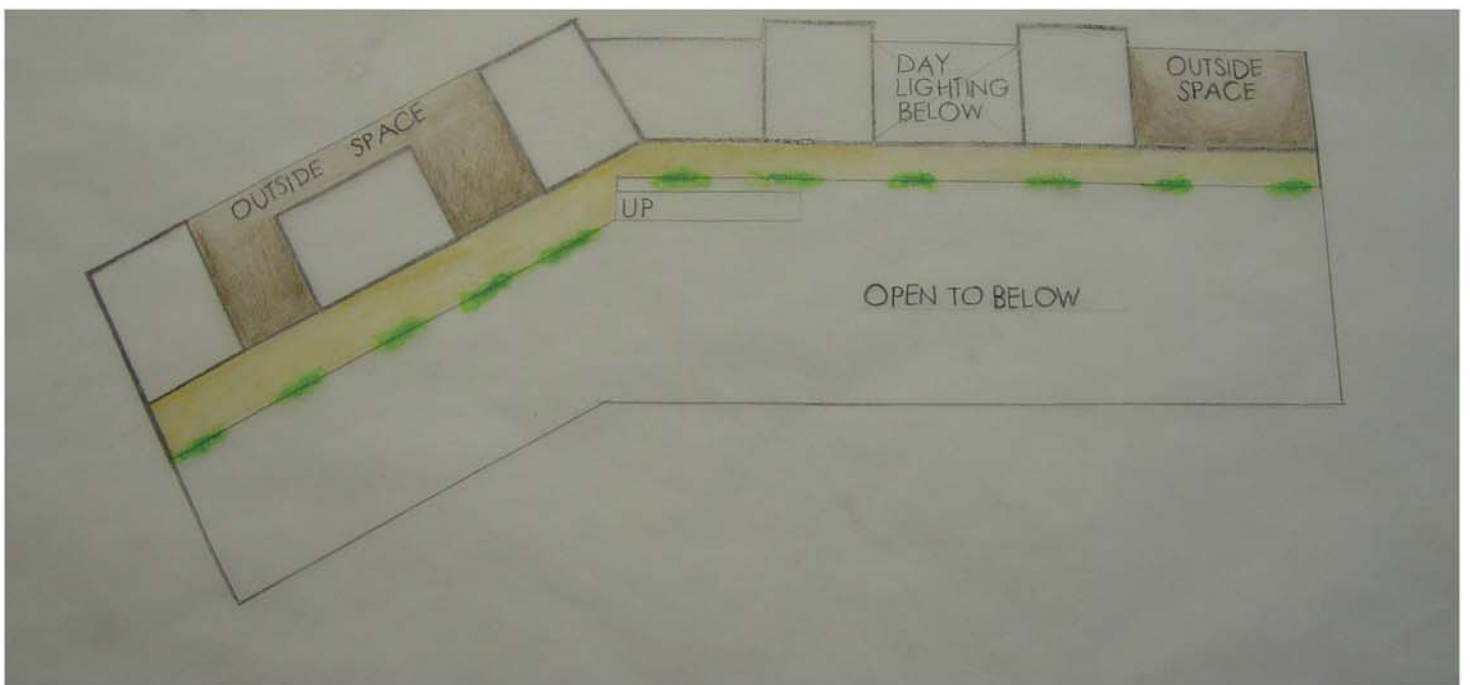 OUTSIDE SPACE
DAY
LIGHTING
BELOW
OUTSIDE
SPACE
UP
OPEN TO BELOW